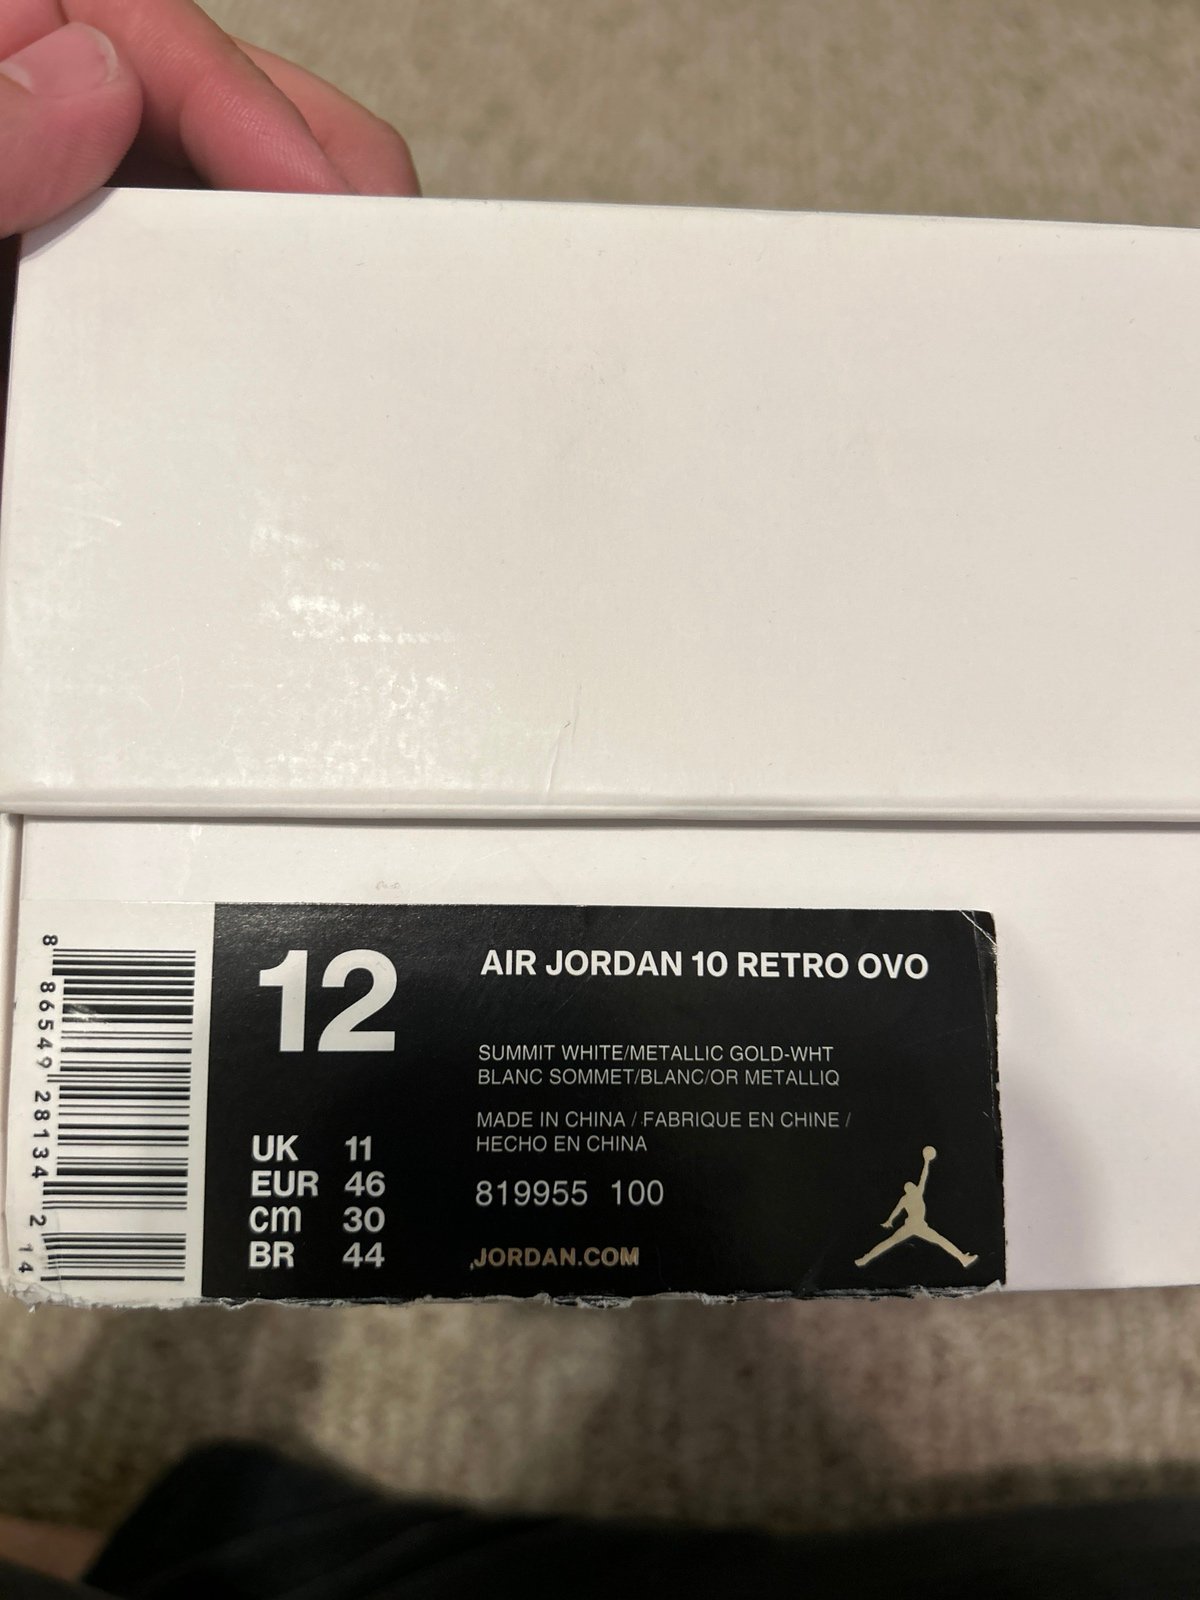 8 86549 28134 2 14
12
AIR JORDAN 10 RETRO OVO
SUMMIT WHITE/METALLIC GOLD-WHT
BLANC SOMMET/BLANC/OR METALLIQ
MADE IN CHINA / FABRIQUE EN CHINE /
HECHO EN CHINA
UK 11
EUR 46
cm 30
BR 44
819955 100
JORDAN.COM